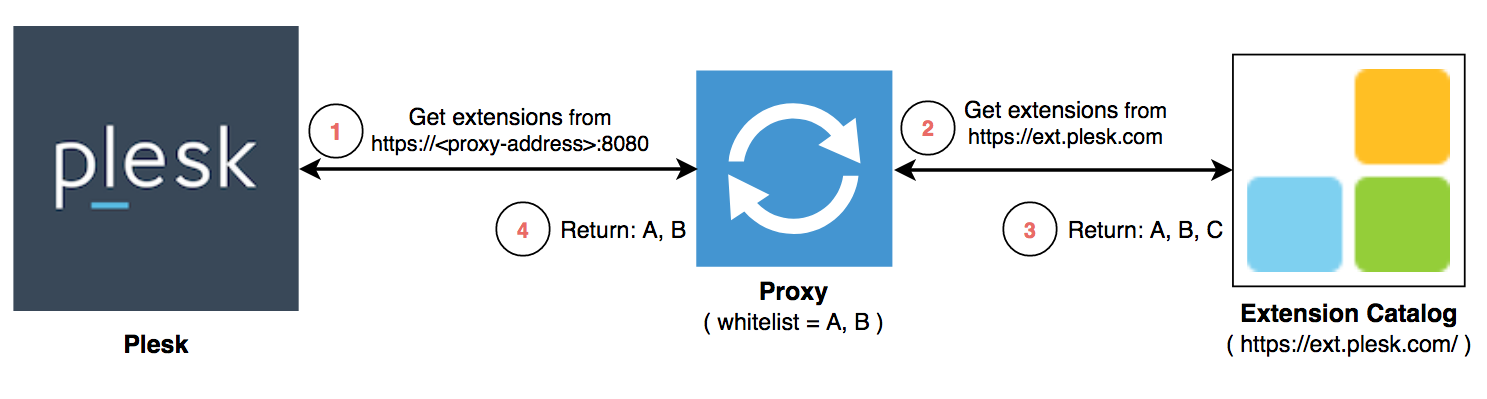 plesk
Plesk
1
Get extensions from
https://<proxy-address>:8080
4
Return: A, B
Proxy
( whitelist = A, B )
2
Get extensions from
https://ext.plesk.com
3
Return: A, B, C
Extension Catalog
( https://ext.plesk.com/ )